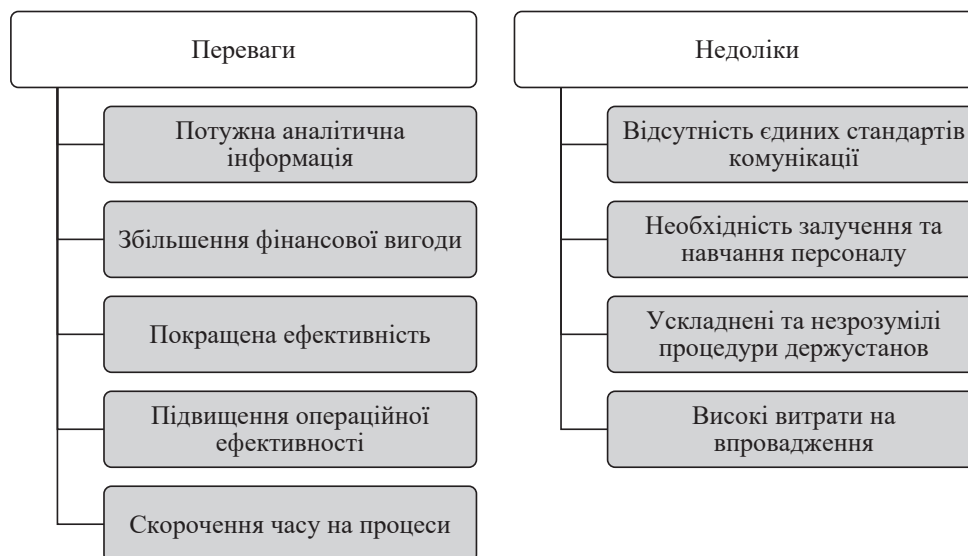 Переваги
Потужна аналітична
інформація
Збільшення фінансової вигоди
Покращена ефективність
Підвищення операційної
ефективності
Скорочення часу на процеси
Недоліки
Відсутність єдиних стандартів
комунікації
Необхідність залучення та
навчання персоналу
Ускладнені та незрозумілі
процедури держустанов
Високі витрати на
впровадження